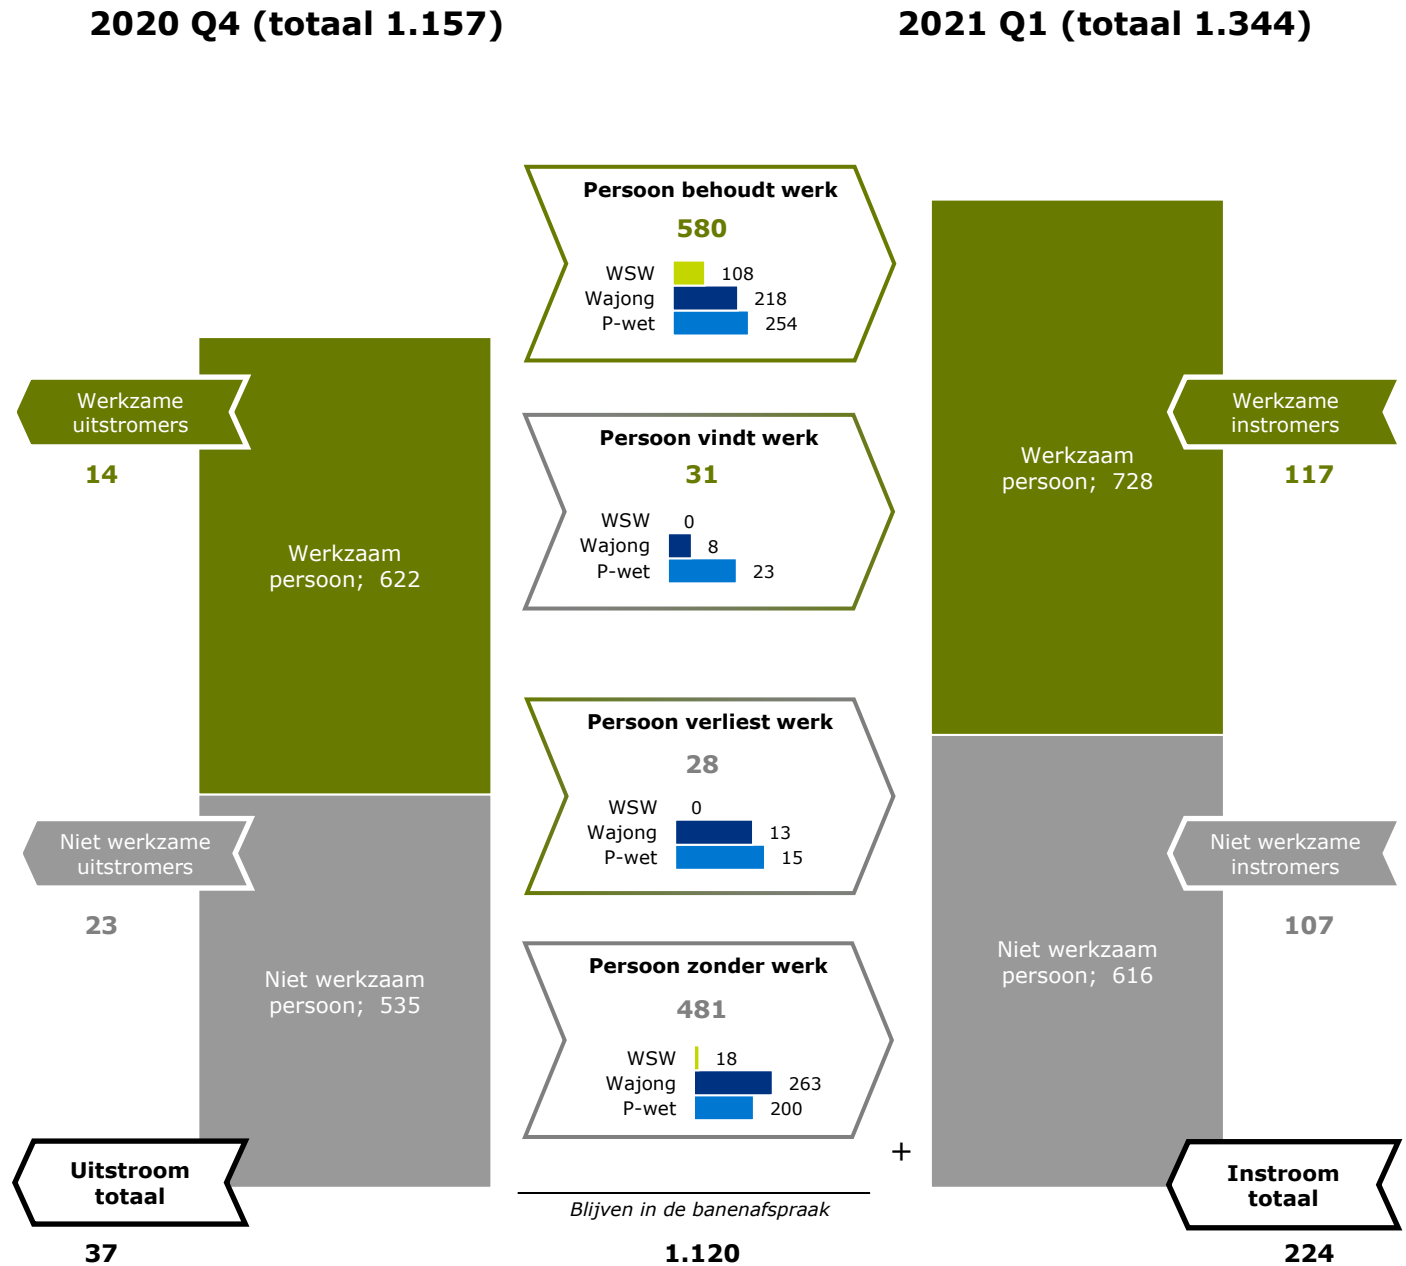 2020 Q4 (totaal 1.157)
2021 Q1 (totaal 1.344)
Werkzame
uitstromers
14
Werkzaam
persoon; 622
Niet werkzame
uitstromers
23
Niet werkzaam
persoon; 535
Uitstroom
totaal
37
Persoon behoudt werk
580
WSW 108
Wajong 218
P-wet 254
Persoon vindt werk
31
WSW 0
Wajong 8
P-wet 23
Persoon verliest werk
28
WSW 0
Wajong 13
P-wet 15
Persoon zonder werk
481
WSW 18
Wajong 263
P-wet 200
+
Blijven in de banenafspraak
1.120
Werkzaam
persoon; 728
Werkzame
instromers
117
Niet werkzame
instromers
107
Niet werkzaam
persoon; 616
Instroom
totaal
224